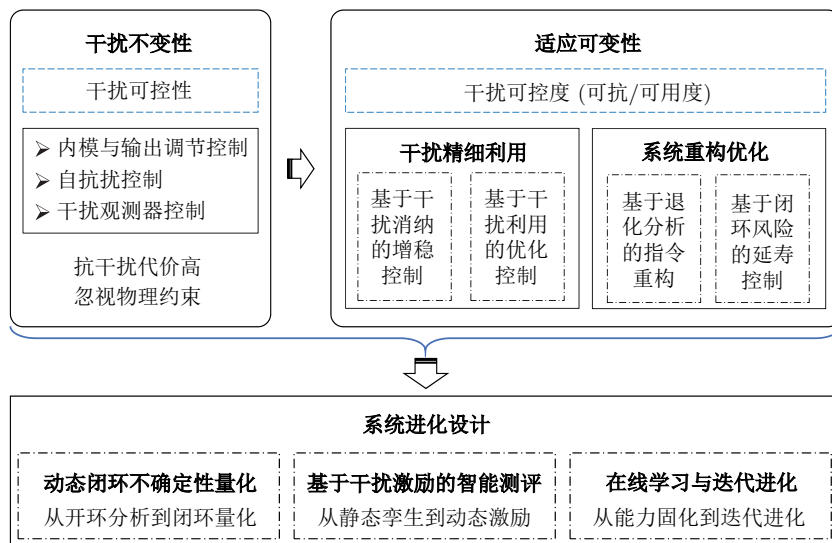 干扰不变性
干扰可控性
➤ 内模与输出调节控制
➤ 自抗扰控制
➤ 干扰观测器控制
抗干扰代价高
忽视物理约束
适应可变性
干扰可控度 (可抗/可用度)
干扰精细利用
基于干
扰消纳
的增稳
控制
基于干
扰利用
的优化
控制
系统重构优化
基于退
化分析
的指令
重构
基于闭
环风险
的延寿
控制
系统进化设计
动态闭环不确定性量化
从开环分析到闭环量化
基于干扰激励的智能测评
从静态孪生到动态激励
在线学习与迭代进化
从能力固化到迭代进化